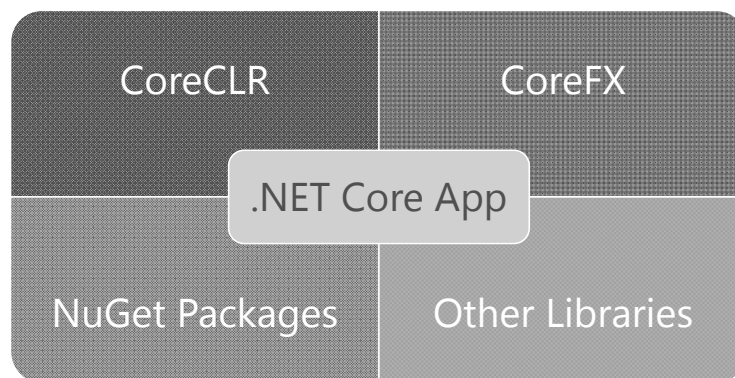 CoreCLR
CoreFX
.NET Core App
NuGet Packages
Other Libraries